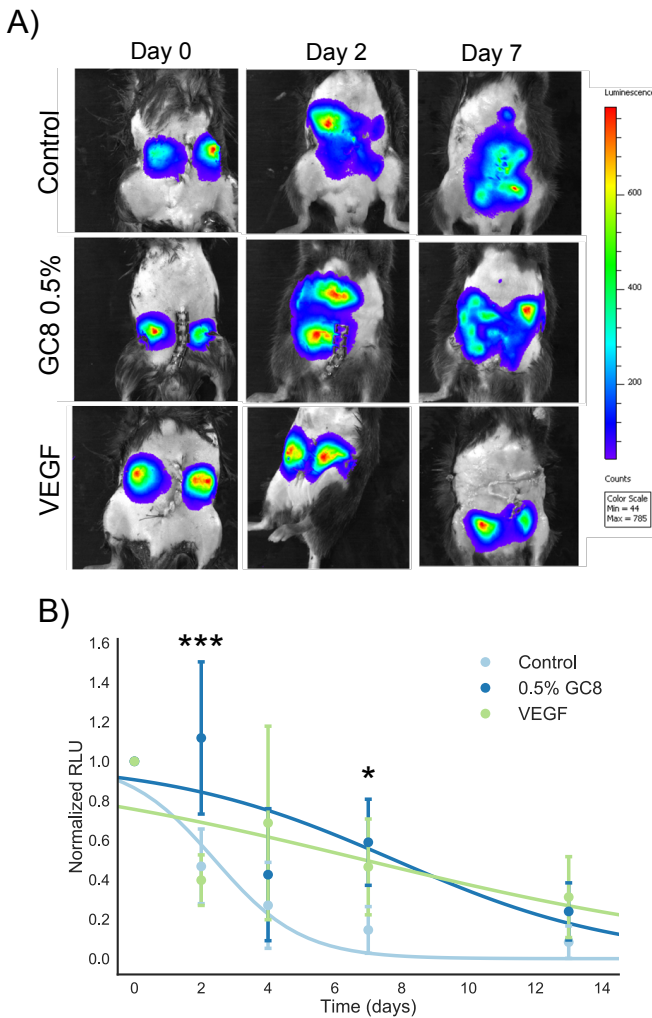 A)
Day 0
Day 2
Day 7
Control
GC8 0.5%
VEGF
Luminescence
600
400
200
Counts
Color Scale
Min = 44
Max = 785
B)
1.6
1.4
1.2
1.0
0.8
0.6
0.4
0.2
0.0
Normalized RLU
***
*
Control
0.5% GC8
VEGF
0 2 4 6 8 10 12 14
Time (days)